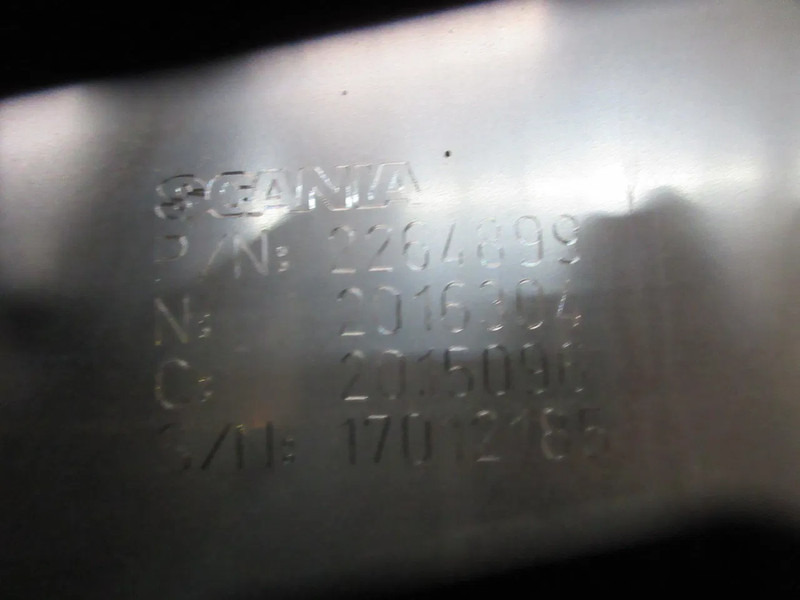 SCANIA
P/N: 2264899
N: 2016304
C: 2015096
S/N: 17012185